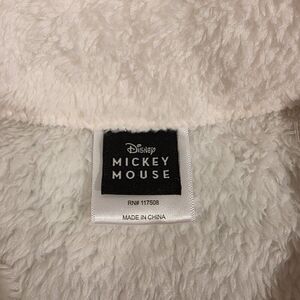 Disney
MICKEY
MOUSE
RN# 117508
MADE IN CHINA